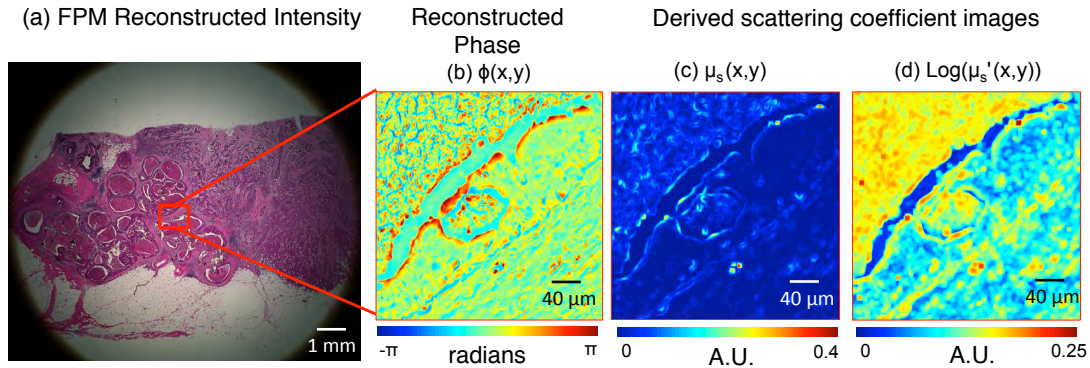 (a) FPM Reconstructed Intensity
Reconstructed
Phase
Derived scattering coefficient images
(b) ϕ(x,y)
(c) μs(x,y)
(d) Log(μs'(x,y))
1 mm
40 μm
40 μm
40 μm
-π
radians
π
0
A.U.
0.4
0
A.U.
0.25